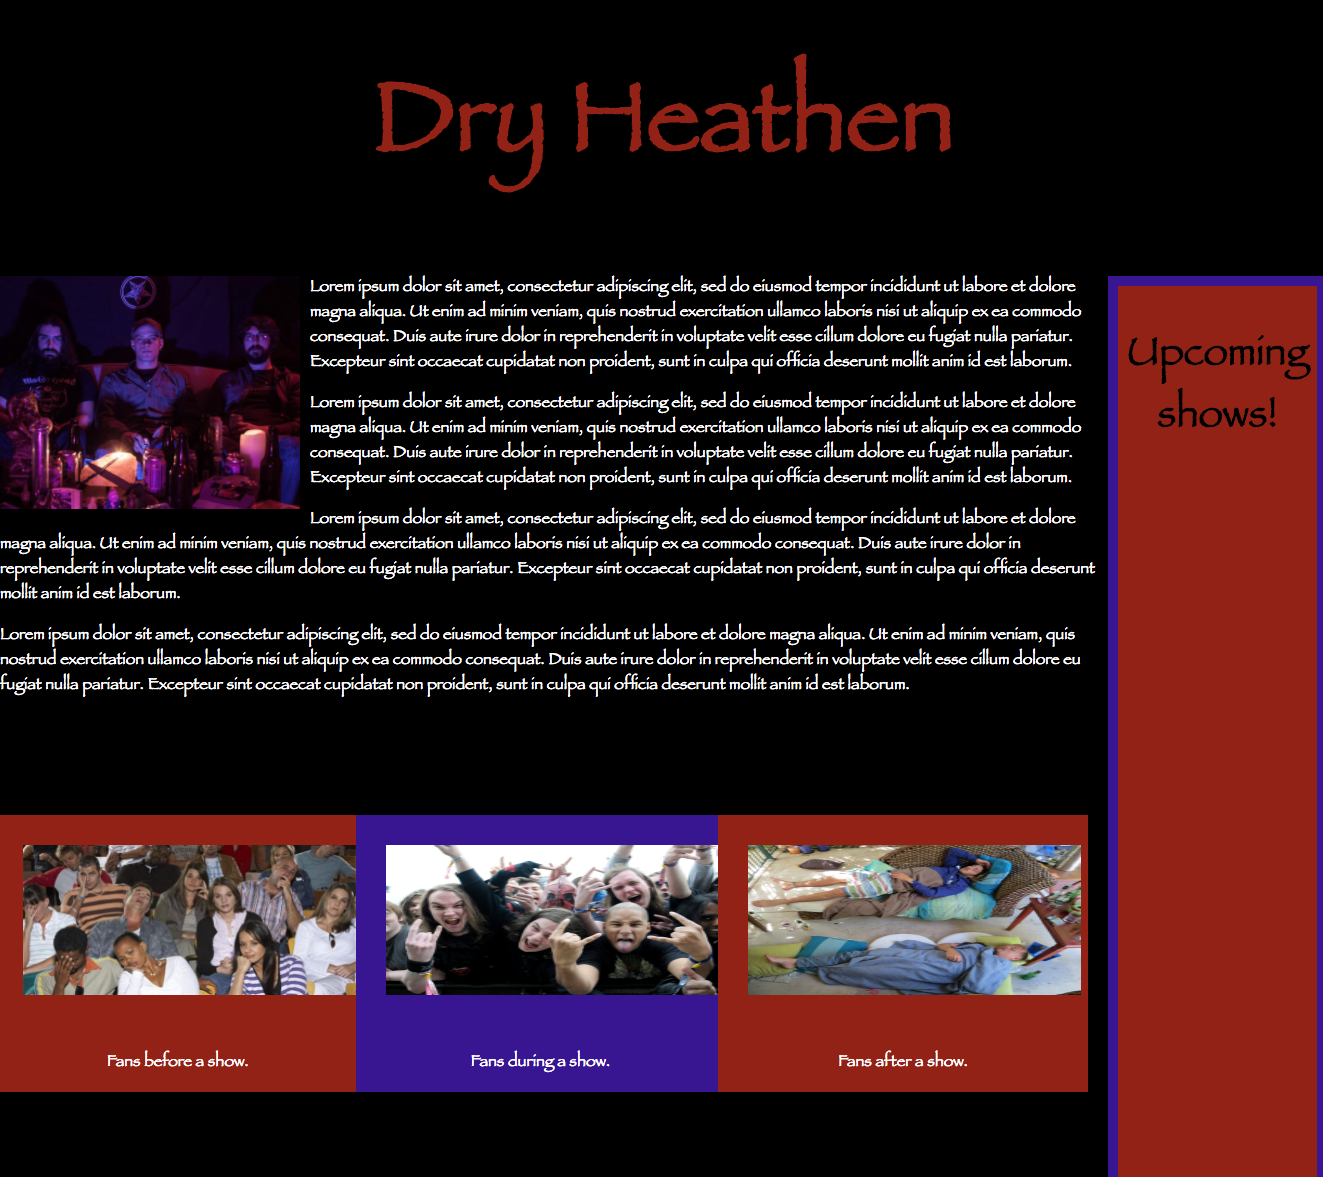 Dry Heathen
Lorem ipsum dolor sit amet, consectetur adipiscing elit, sed do eiusmod tempor incididunt ut labore et dolore
magna aliqua. Ut enim ad minim veniam, quis nostrud exercitation ullamco laboris nisi ut aliquip ex ea commodo
consequat. Duis aute irure dolor in reprehenderit in voluptate velit esse cillum dolore eu fugiat nulla pariatur.
Excepteur sint occaecat cupidatat non proident, sunt in culpa qui officia deserunt mollit anim id est laborum.
Lorem ipsum dolor sit amet, consectetur adipiscing elit, sed do eiusmod tempor incididunt ut labore et dolore
magna aliqua. Ut enim ad minim veniam, quis nostrud exercitation ullamco laboris nisi ut aliquip ex ea commodo
consequat. Duis aute irure dolor in reprehenderit in voluptate velit esse cillum dolore eu fugiat nulla pariatur.
Excepteur sint occaecat cupidatat non proident, sunt in culpa qui officia deserunt mollit anim id est laborum.
Lorem ipsum dolor sit amet, consectetur adipiscing elit, sed do eiusmod tempor incididunt ut labore et dolore
magna aliqua. Ut enim ad minim veniam, quis nostrud exercitation ullamco laboris nisi ut aliquip ex ea commodo consequat. Duis aute irure dolor in
reprehenderit in voluptate velit esse cillum dolore eu fugiat nulla pariatur. Excepteur sint occaecat cupidatat non proident, sunt in culpa qui officia deserunt
mollit anim id est laborum.
Lorem ipsum dolor sit amet, consectetur adipiscing elit, sed do eiusmod tempor incididunt ut labore et dolore magna aliqua. Ut enim ad minim veniam, quis
nostrud exercitation ullamco laboris nisi ut aliquip ex ea commodo consequat. Duis aute irure dolor in reprehenderit in voluptate velit esse cillum dolore eu
fugiat nulla pariatur. Excepteur sint occaecat cupidatat non proident, sunt in culpa qui officia deserunt mollit anim id est laborum.
Upcoming
shows!
Fans before a show.
Fans during a show.
Fans after a show.